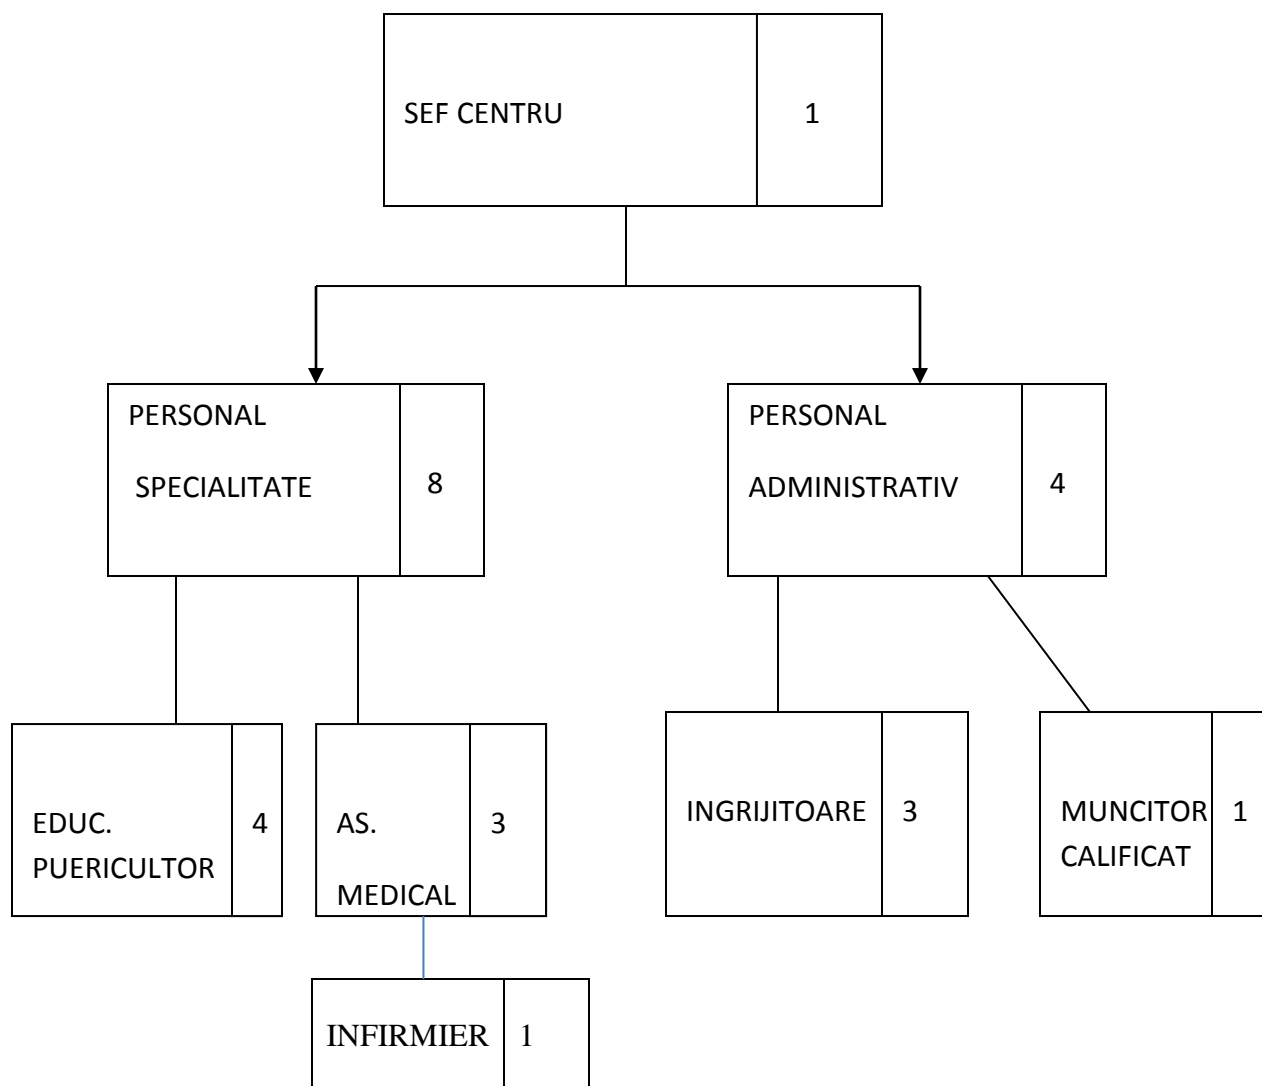 SEF CENTRU 1
PERSONAL
SPECIALITATE 8
PERSONAL
ADMINISTRATIV 4
EDUC. 4
PUERICULTOR
AS. 3
MEDICAL
INGRIJITOARE 3
MUNCITOR 1
CALIFICAT
INFIRMIER 1